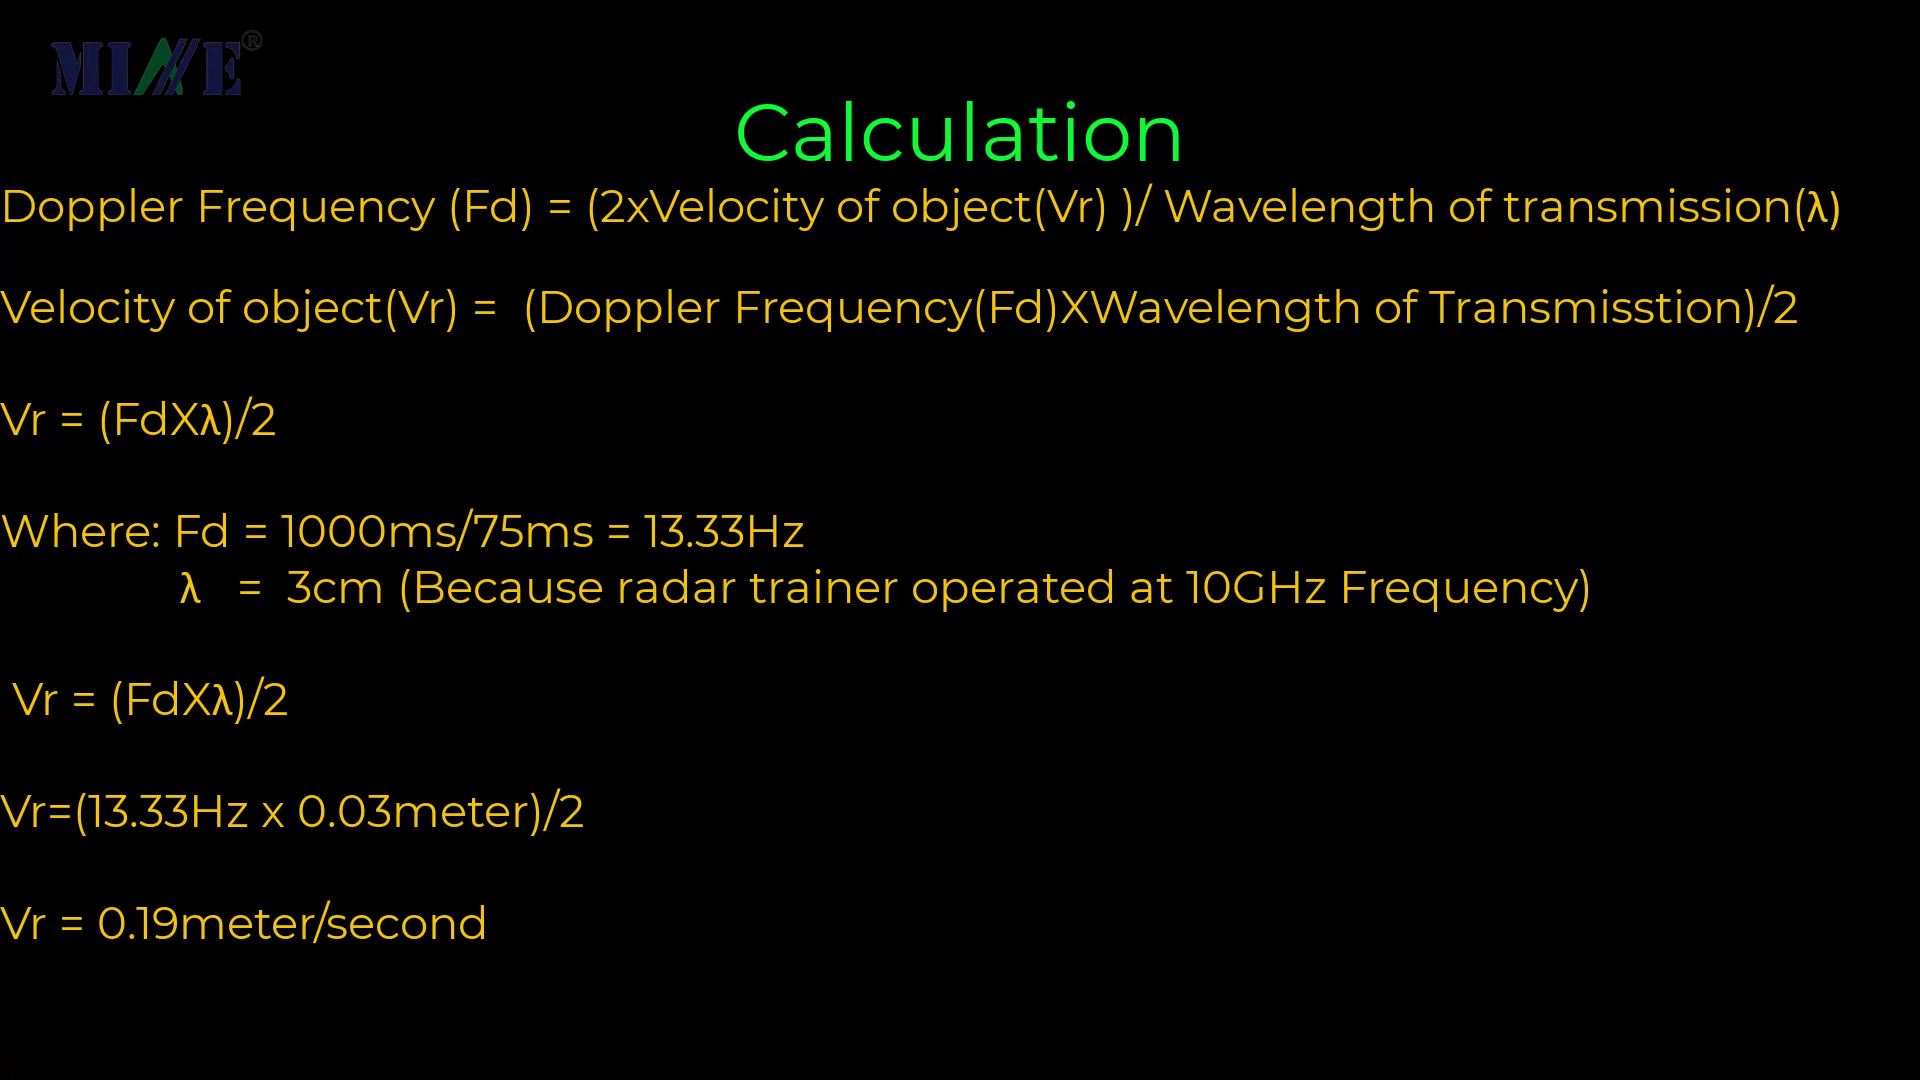 MINE®
Calculation
Doppler Frequency (Fd) = (2xVelocity of object(Vr) )/ Wavelength of transmission(λ)
Velocity of object(Vr) =  (Doppler Frequency(Fd)XWavelength of Transmisstion)/2
Vr = (FdXλ)/2
Where: Fd = 1000ms/75ms = 13.33Hz
λ  =  3cm (Because radar trainer operated at 10GHz Frequency)
Vr = (FdXλ)/2
Vr=(13.33Hz x 0.03meter)/2
Vr = 0.19meter/second